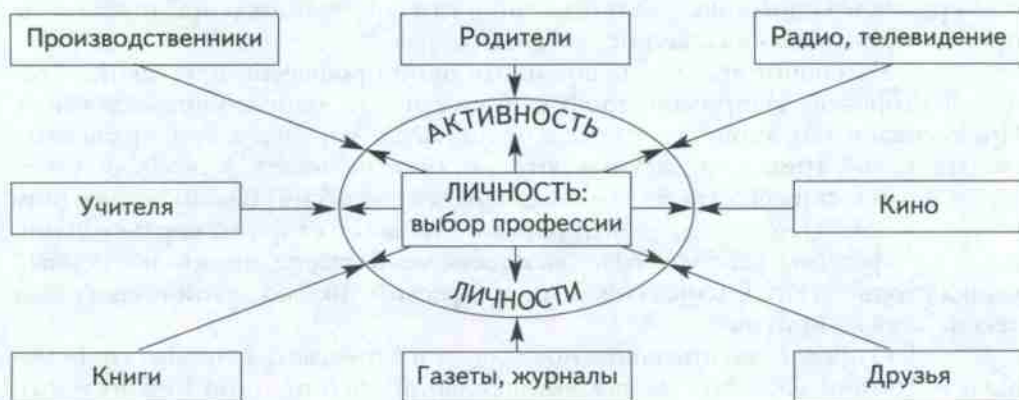 Производственники
Родители
Радио, телевидение
АКТИВНОСТЬ
Учителя
ЛИЧНОСТЬ:
выбор профессии
Кино
ЛИЧНОСТИ
Книги
Газеты, журналы
Друзья